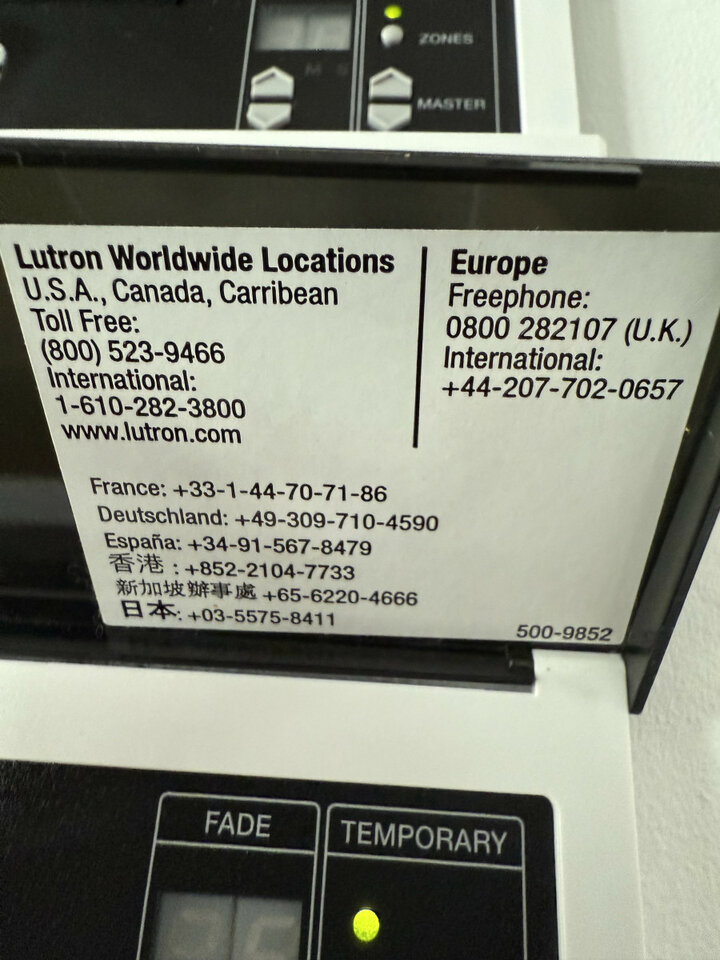 ZONES
M S
MASTER
Lutron Worldwide Locations
U.S.A., Canada, Carribean
Toll Free:
(800) 523-9466
International:
1-610-282-3800
www.lutron.com
Europe
Freephone:
0800 282107 (U.K.)
International:
+44-207-702-0657
France: +33-1-44-70-71-86
Deutschland: +49-309-710-4590
España: +34-91-567-8479
香港 : +852-2104-7733
新加坡辦事處 +65-6220-4666
日本: +03-5575-8411
500-9852
FADE
TEMPORARY